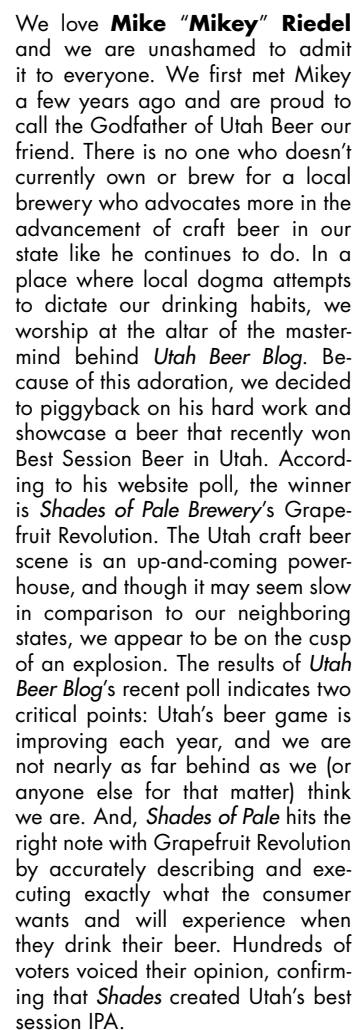 We love Mike “Mikey” Riedel
and we are unashamed to admit
it to everyone. We first met Mikey
a few years ago and are proud to
call the Godfather of Utah Beer our
friend. There is no one who doesn’t
currently own or brew for a local
brewery who advocates more in the
advancement of craft beer in our
state like he continues to do. In a
place where local dogma attempts
to dictate our drinking habits, we
worship at the altar of the master-
mind behind Utah Beer Blog. Be-
cause of this adoration, we decided
to piggyback on his hard work and
showcase a beer that recently won
Best Session Beer in Utah. Accord-
ing to his website poll, the winner
is Shades of Pale Brewery’s Grape-
fruit Revolution. The Utah craft beer
scene is an up-and-coming power-
house, and though it may seem slow
in comparison to our neighboring
states, we appear to be on the cusp
of an explosion. The results of Utah
Beer Blog’s recent poll indicates two
critical points: Utah’s beer game is
improving each year, and we are
not nearly as far behind as we (or
anyone else for that matter) think
we are. And, Shades of Pale hits the
right note with Grapefruit Revolution
by accurately describing and exe-
cuting exactly what the consumer
wants and will experience when
they drink their beer. Hundreds of
voters voiced their opinion, confirm-
ing that Shades created Utah’s best
session IPA.